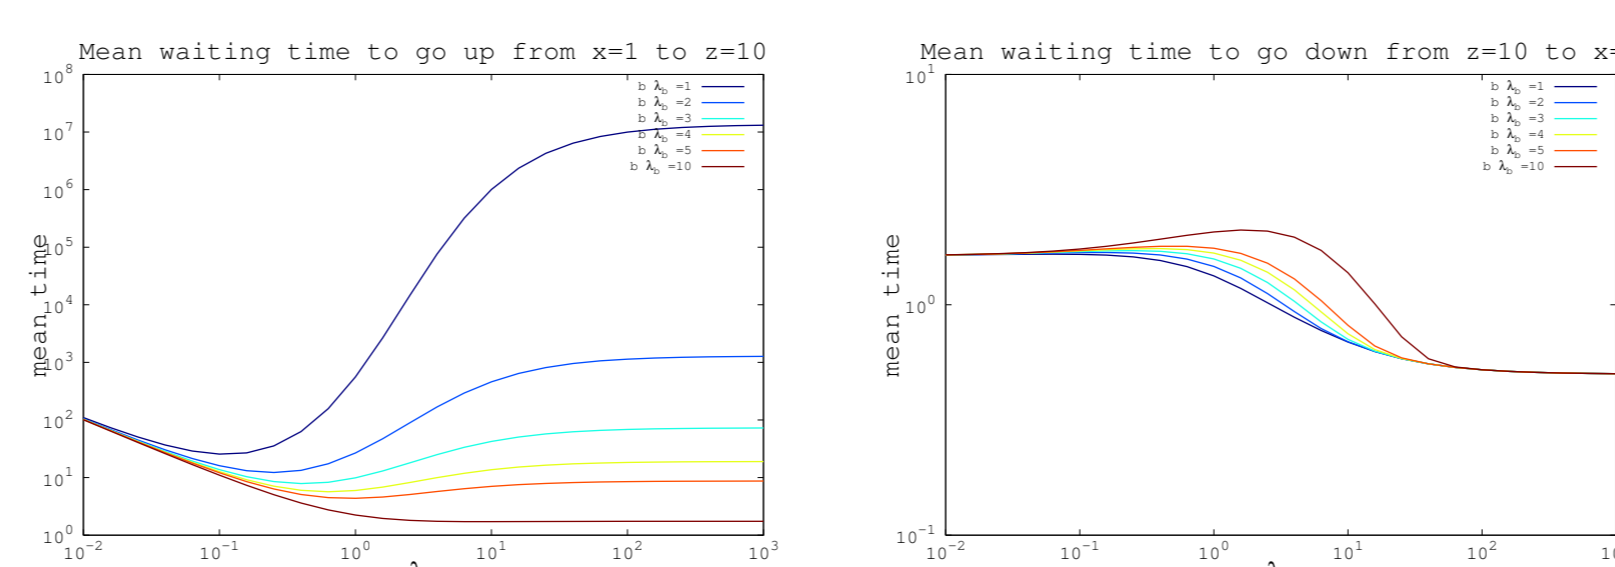 Mean waiting time to go up from x=1 to z=10
10^8
10^7
10^6
10^5
10^4
10^3
10^2
10^1
10^0
mean time
b λ_b =1
b λ_b =2
b λ_b =3
b λ_b =4
b λ_b =5
b λ_b =10
10^-2 10^-1 10^0 10^1 10^2 10^3
Mean waiting time to go down from z=10 to x=
10^1
10^0
10^-1
mean time
b λ_b =1
b λ_b =2
b λ_b =3
b λ_b =4
b λ_b =5
b λ_b =10
10^-2 10^-1 10^0 10^1 10^2